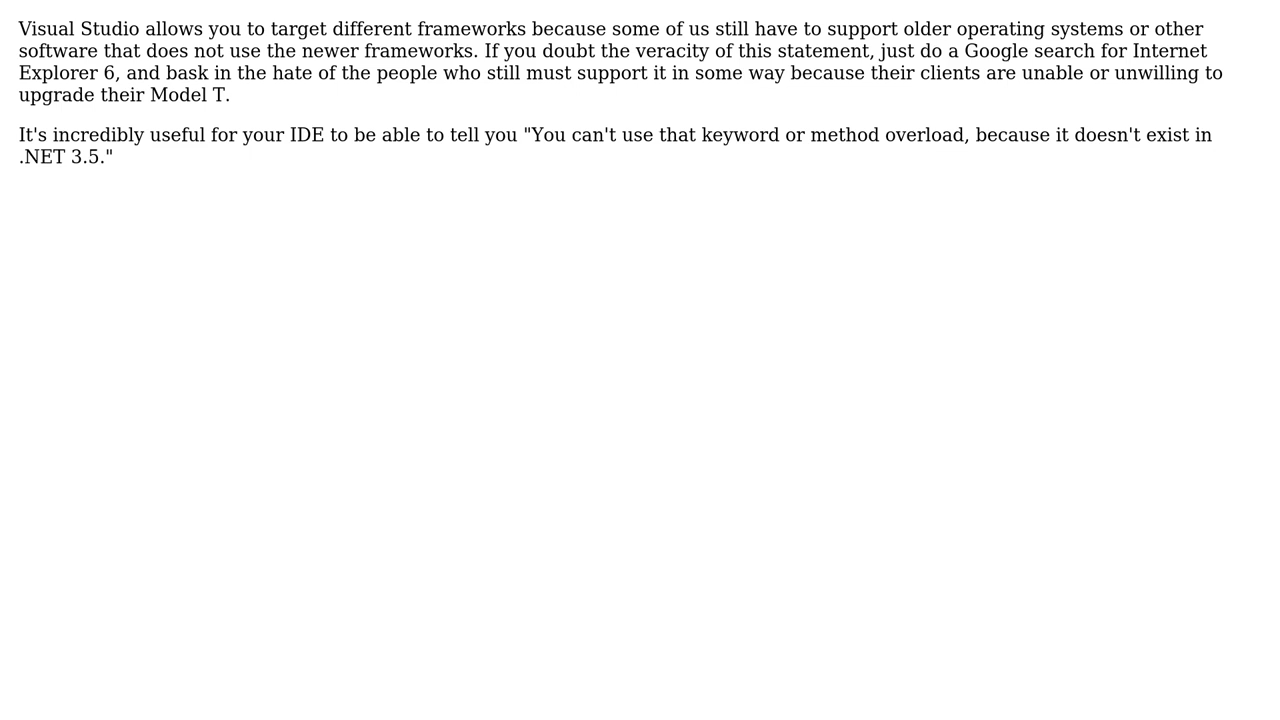 Visual Studio allows you to target different frameworks because some of us still have to support older operating systems or other
software that does not use the newer frameworks. If you doubt the veracity of this statement, just do a Google search for Internet
Explorer 6, and bask in the hate of the people who still must support it in some way because their clients are unable or unwilling to
upgrade their Model T.
It's incredibly useful for your IDE to be able to tell you "You can't use that keyword or method overload, because it doesn't exist in
.NET 3.5."